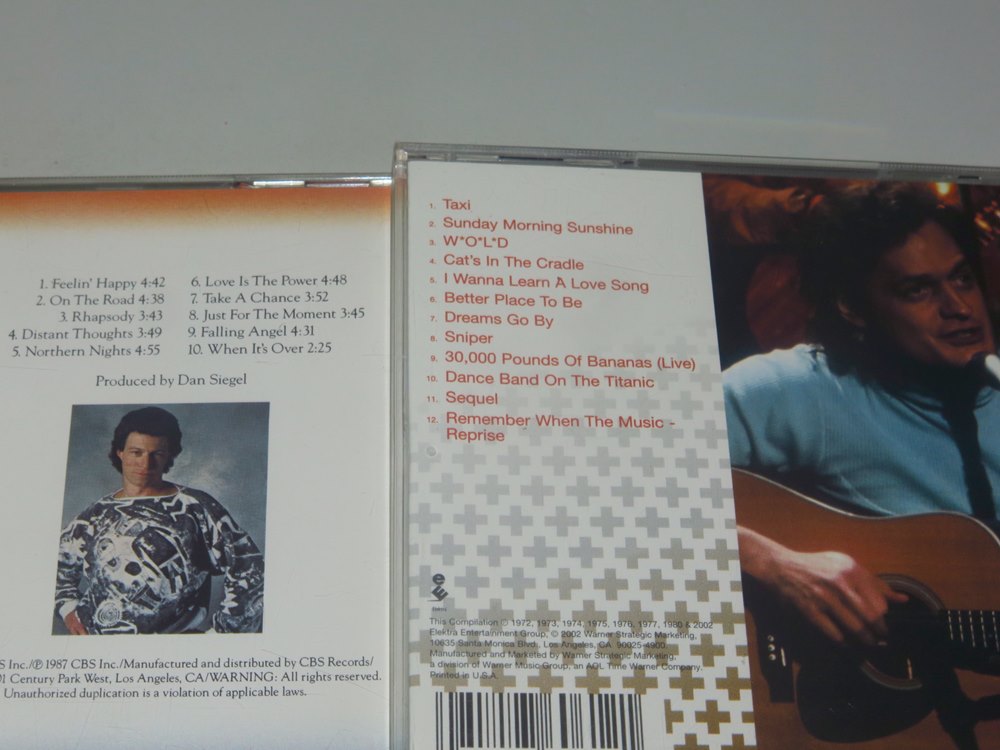 1. Feelin' Happy 4:42
2. On The Road 4:38
3. Rhapsody 3:43
4. Distant Thoughts 3:49
5. Northern Nights 4:55
6. Love Is The Power 4:48
7. Take A Chance 3:52
8. Just For The Moment 3:45
9. Falling Angel 4:31
10. When It's Over 2:25
Produced by Dan Siegel
Inc./℗ 1987 CBS Inc./Manufactured and distributed by CBS Records/
Century Park West, Los Angeles, CA/WARNING: All rights reserved.
Unauthorized duplication is a violation of applicable laws.
1. Taxi
2. Sunday Morning Sunshine
3. W*O*L*D
4. Cat's In The Cradle
5. I Wanna Learn A Love Song
6. Better Place To Be
7. Dreams Go By
8. Sniper
9. 30,000 Pounds Of Bananas (Live)
10. Dance Band On The Titanic
11. Sequel
12. Remember When The Music -
Reprise
This Compilation ℗ 1972, 1973, 1974, 1975, 1976, 1977, 1980 & 2002
Elektra Entertainment Group, © 2002 Warner Strategic Marketing,
10635 Santa Monica Blvd., Los Angeles, CA 90025-4900.
Manufactured and Marketed by Warner Strategic Marketing,
a division of Warner Music Group, an AOL Time Warner Company.
Printed in U.S.A.